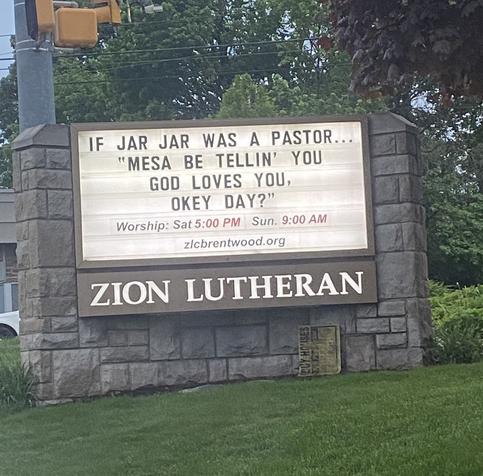 IF JAR JAR WAS A PASTOR...
"MESA BE TELLIN' YOU
GOD LOVES YOU,
OKEY DAY?"
Worship: Sat 5:00 PM Sun. 9:00 AM
zlcbrentwood.org
ZION LUTHERAN